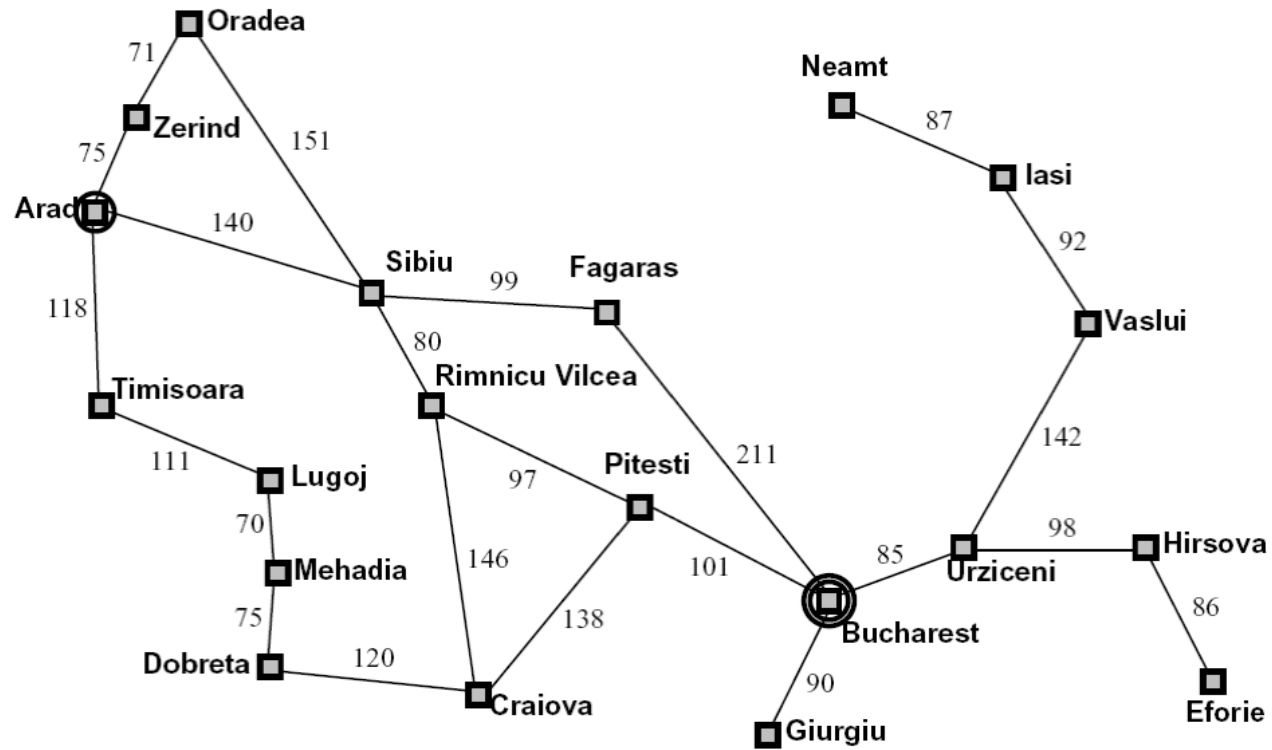 Oradea
71
Neamt
87
Zerind
151
75
Iasi
Arad
140
92
Sibiu
Fagaras
99
118
Vaslui
80
Timisoara
Rimnicu Vilcea
142
211
111
Lugoj
97
Pitesti
70
98
Hirsova
146
101
85
Urziceni
Mehadia
86
75
138
Bucharest
Dobreta
120
90
Craiova
Giurgiu
Eforie